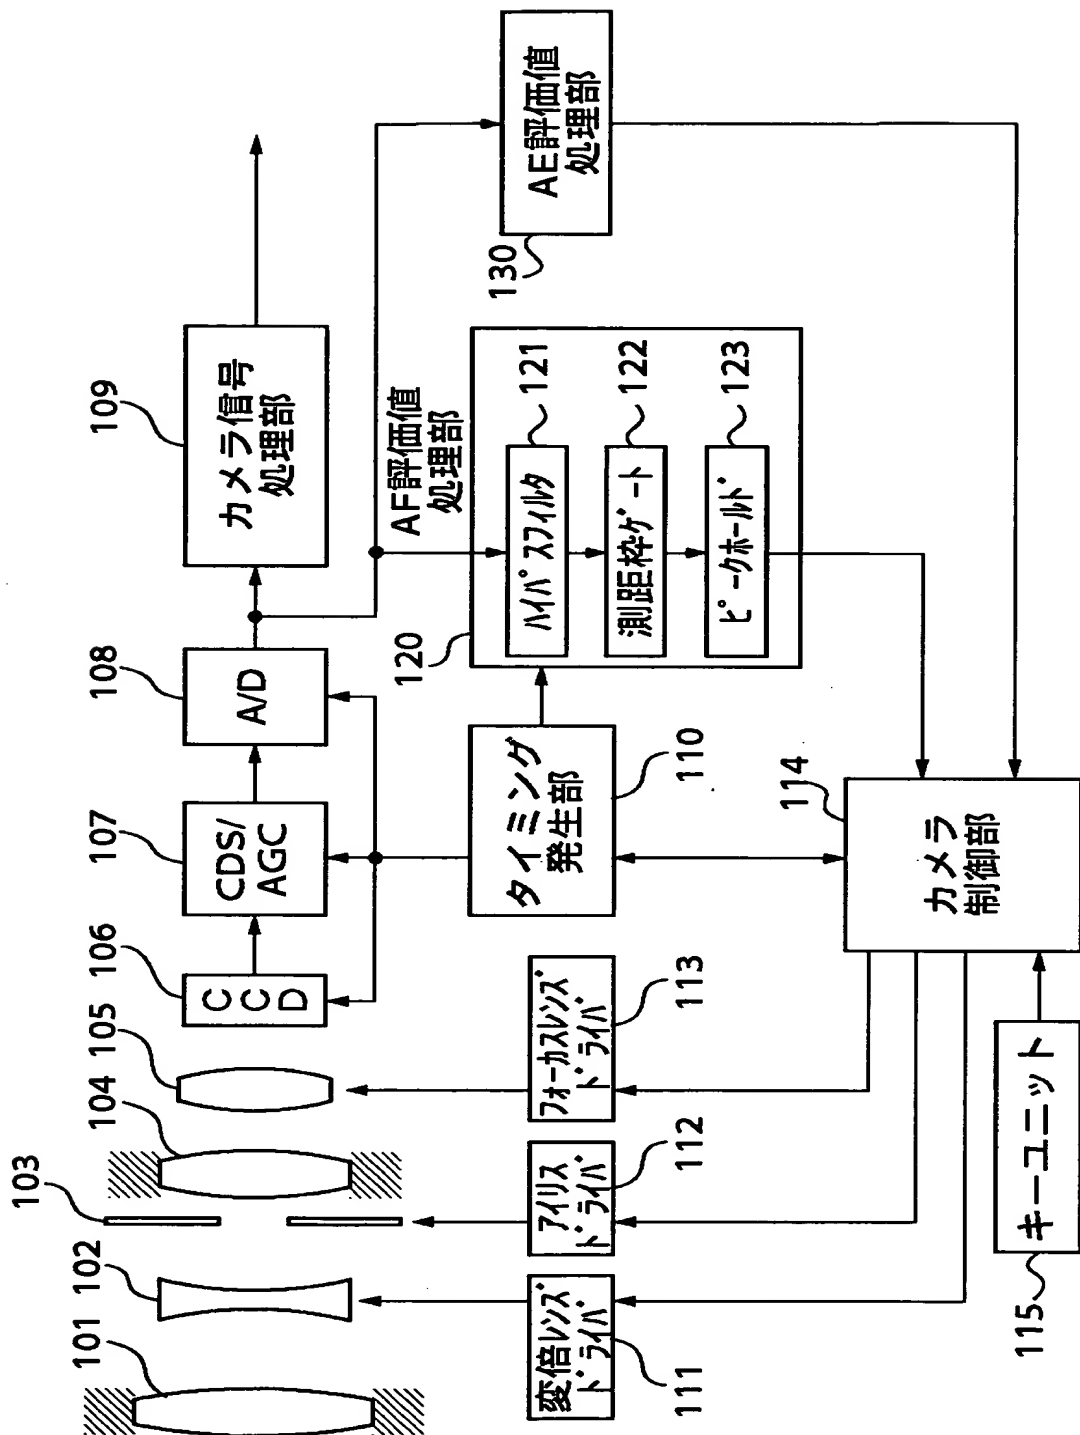 101
102
103
104
105
106
107
108
109
C
C
D
CDS/
AGC
A/D
カメラ信号
処理部
変倍レンズ
ドライバ
111
アイリス
ドライバ
112
フォーカスレンズ
ドライバ
113
タイミング
発生部
110
AF評価値
処理部
120
ハイパスフィルタ
121
測距枠ゲート
122
ピークホールド
123
AE評価値
処理部
130
カメラ
制御部
114
キーユニット
115